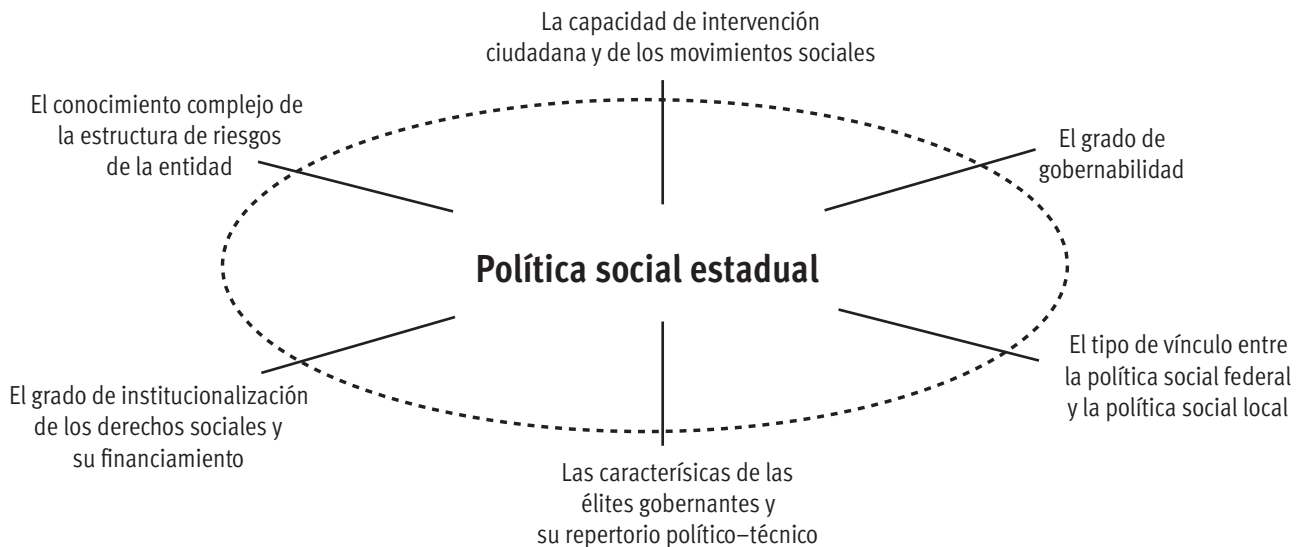 La capacidad de intervención
ciudadana y de los movimientos sociales
El conocimiento complejo de
la estructura de riesgos
de la entidad
El grado de
gobernabilidad
Política social estadual
El grado de institucionalización
de los derechos sociales y
su financiamiento
El tipo de vínculo entre
la política social federal
y la política social local
Las caracterísicas de las
élites gobernantes y
su repertorio político–técnico